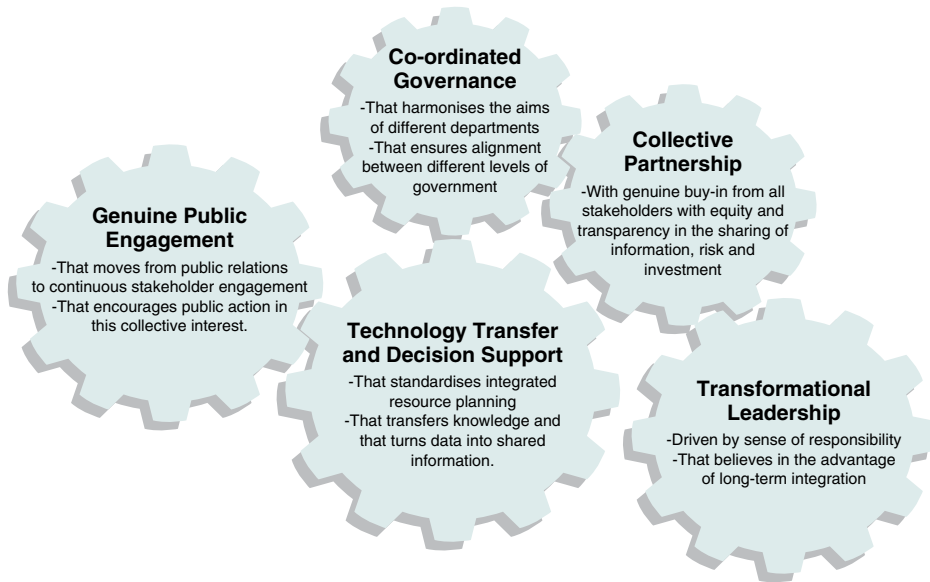 Co-ordinated
Governance
-That harmonises the aims
of different departments
-That ensures alignment
between different levels of
government
Collective
Partnership
-With genuine buy-in from all
stakeholders with equity and
transparency in the sharing of
information, risk and
investment
Genuine Public
Engagement
-That moves from public relations
to continuous stakeholder engagement
-That encourages public action in
this collective interest.
Technology Transfer
and Decision Support
-That standardises integrated
resource planning
-That transfers knowledge and
that turns data into shared
information.
Transformational
Leadership
-Driven by sense of responsibility
-That believes in the advantage
of long-term integration